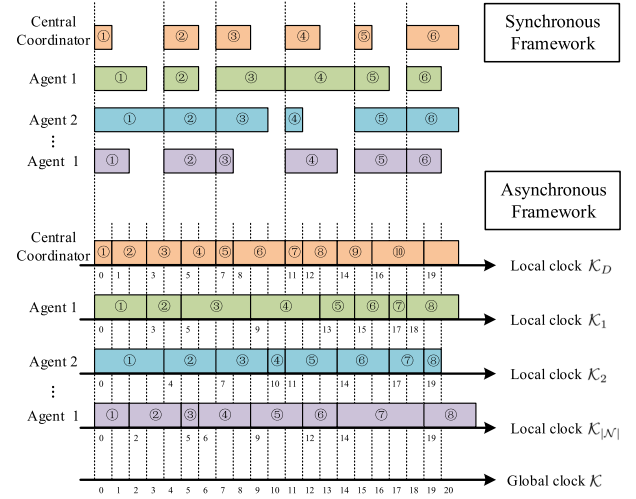 Central
Coordinator
① ② ③ ④ ⑤ ⑥
Synchronous
Framework
Agent 1 ① ② ③ ④ ⑤ ⑥
Agent 2 ① ② ③ ④ ⑤ ⑥
⋮
Agent 1 ① ② ③ ④ ⑤ ⑥
Asynchronous
Framework
Central
Coordinator
① ② ③ ④ ⑤ ⑥ ⑦ ⑧ ⑨ ⑩
0 1 3 5 7 8 11 12 14 16 19
Local clock 𝒦_D
Agent 1 ① ② ③ ④ ⑤ ⑥ ⑦ ⑧
0 3 5 9 13 15 17 18
Local clock 𝒦₁
Agent 2 ① ② ③ ④ ⑤ ⑥ ⑦ ⑧
0 4 7 10 11 14 17 19
Local clock 𝒦₂
⋮
Agent 1 ① ② ③ ④ ⑤ ⑥ ⑦ ⑧
0 2 5 6 9 12 14 19
Local clock 𝒦_|𝒩|
Global clock 𝒦
0 1 2 3 4 5 6 7 8 9 10 11 12 13 14 15 16 17 18 19 20